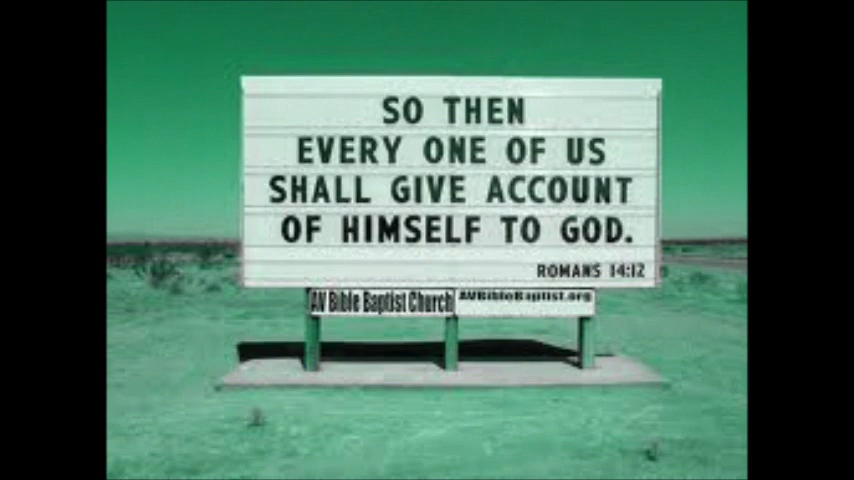 SO THEN
EVERY ONE OF US
SHALL GIVE ACCOUNT
OF HIMSELF TO GOD.
ROMANS 14:12
AV Bible Baptist Church AVBibleBaptist.org